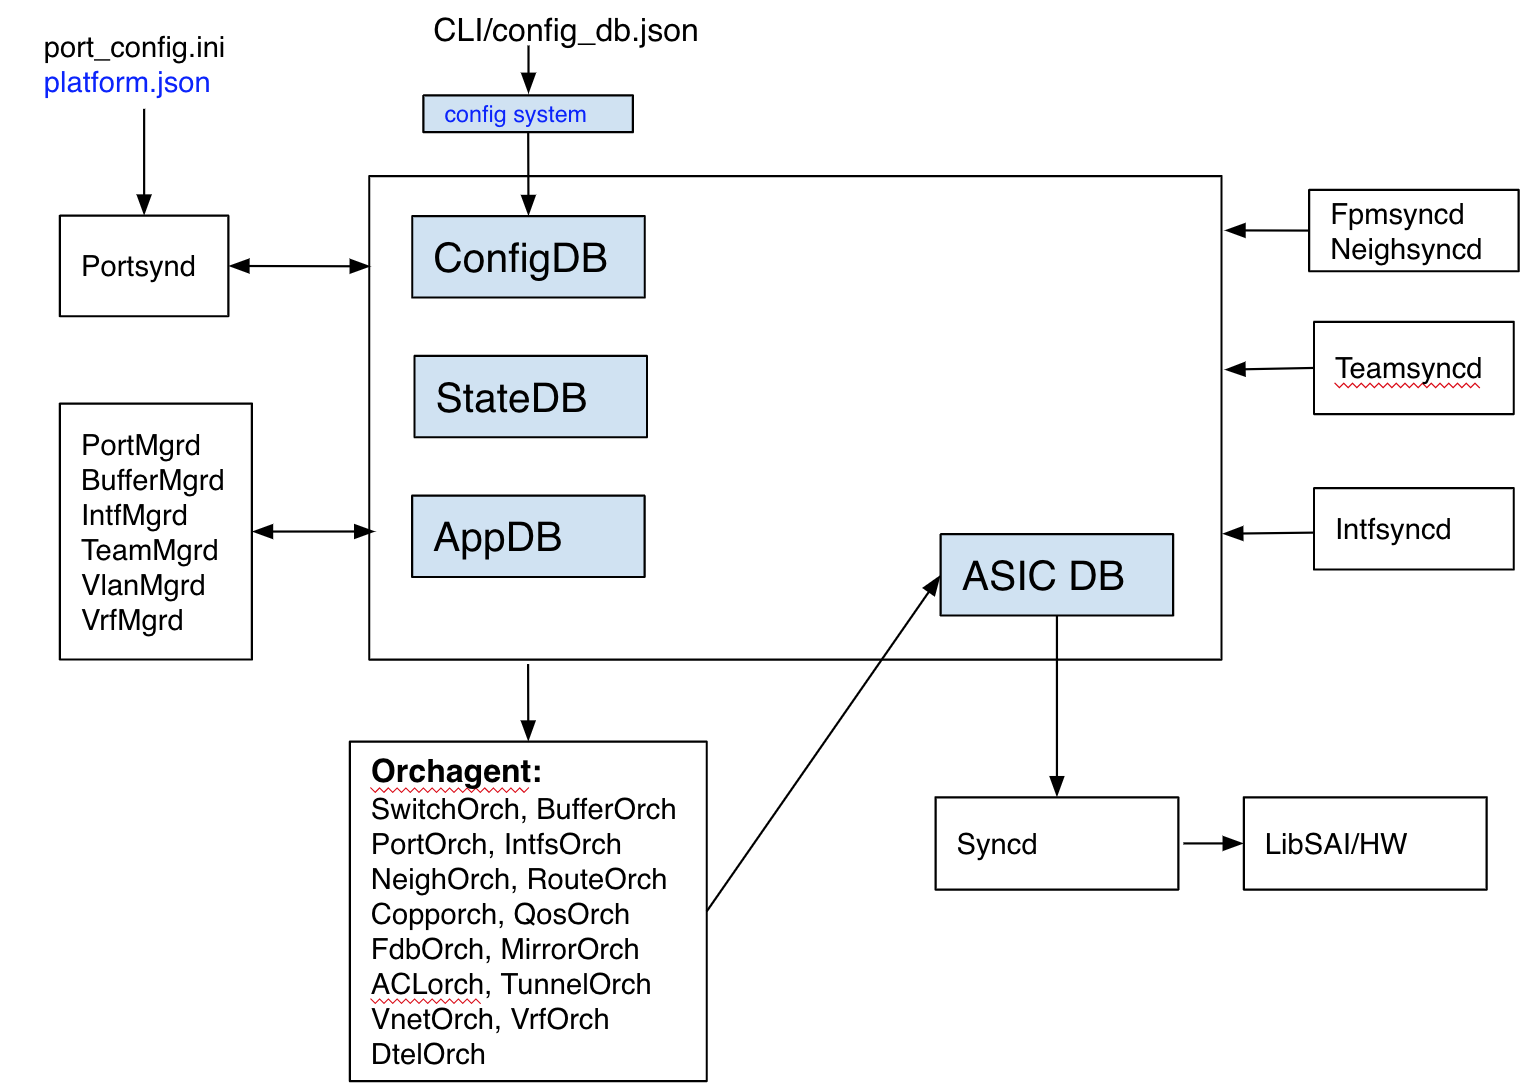 port_config.ini
platform.json
CLI/config_db.json
config system
Portsynd
ConfigDB
StateDB
AppDB
ASIC DB
Fpmsyncd
Neighsyncd
Teamsyncd
Intfsyncd
PortMgrd
BufferMgrd
IntfMgrd
TeamMgrd
VlanMgrd
VrfMgrd
Orchagent:
SwitchOrch, BufferOrch
PortOrch, IntfsOrch
NeighOrch, RouteOrch
Copporch, QosOrch
FdbOrch, MirrorOrch
ACLorch, TunnelOrch
VnetOrch, VrfOrch
DtelOrch
Syncd
LibSAI/HW